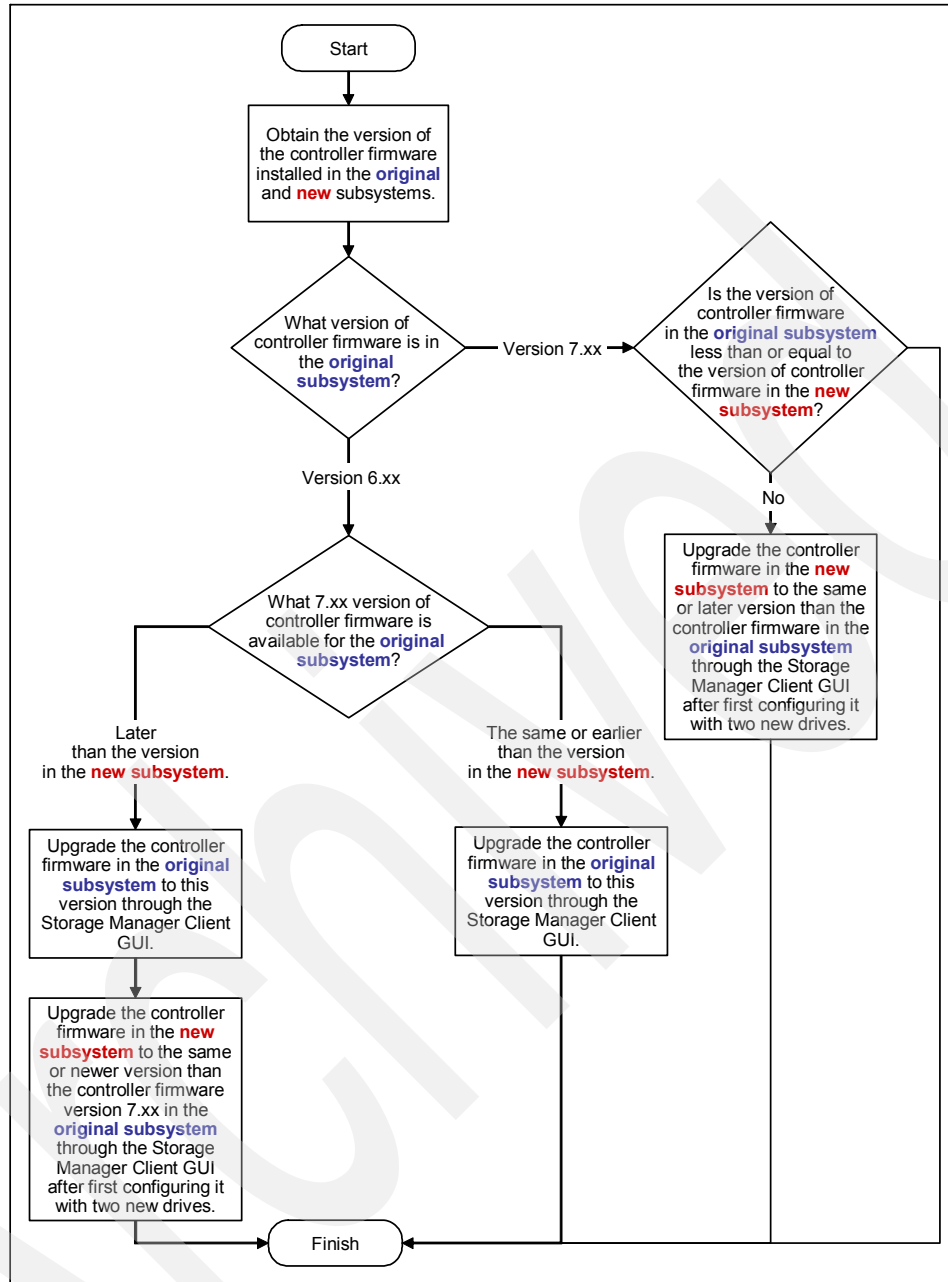 Start
Obtain the version of
the controller firmware
installed in the original
and new subsystems.
What version of
controller firmware is in
the original
subsystem?
Version 7.xx
Is the version of
controller firmware
in the original subsystem
less than or equal to
the version of controller
firmware in the new
subsystem?
Version 6.xx
No
Upgrade the controller
firmware in the new
subsystem to the same
or later version than the
controller firmware in the
original subsystem
through the Storage
Manager Client GUI
after first configuring it
with two new drives.
What 7.xx version of
controller firmware is
available for the original
subsystem?
Later
than the version
in the new subsystem.
The same or earlier
than the version
in the new subsystem.
Upgrade the controller
firmware in the original
subsystem to this
version through the
Storage Manager Client
GUI.
Upgrade the controller
firmware in the original
subsystem to this
version through the
Storage Manager Client
GUI.
Upgrade the controller
firmware in the new
subsystem to the same
or newer version than
the controller firmware
version 7.xx in the
original subsystem
through the Storage
Manager Client GUI
after first configuring it
with two new drives.
Finish
Archived